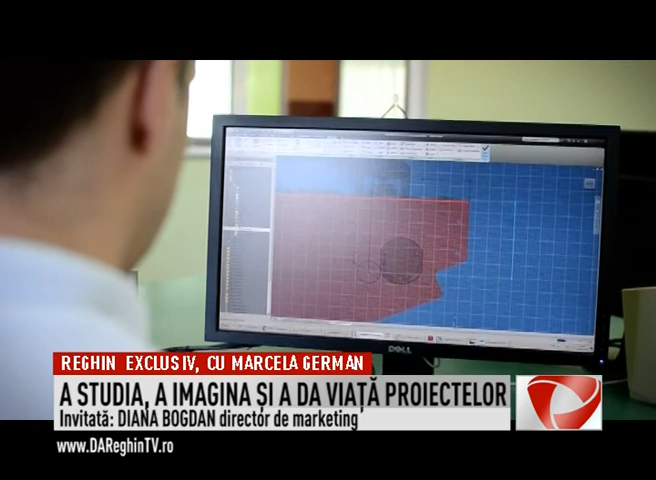 DELL
REGHIN EXCLUSIV, CU MARCELA GERMAN
A STUDIA, A IMAGINA ȘI A DA VIAȚĂ PROIECTELOR
Invitată: DIANA BOGDAN director de marketing
www.DAReghinTV.ro